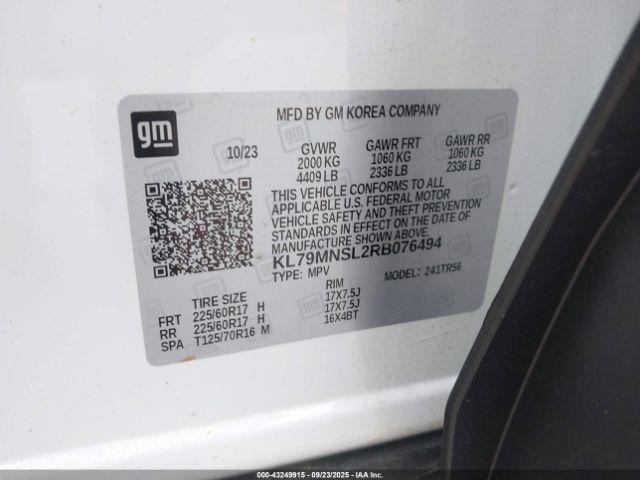 gm
MFD BY GM KOREA COMPANY
10/23
GVWR GAWR FRT GAWR RR
2000 KG 1060 KG 1060 KG
4409 LB 2336 LB 2336 LB
THIS VEHICLE CONFORMS TO ALL
APPLICABLE U.S. FEDERAL MOTOR
VEHICLE SAFETY AND THEFT PREVENTION
STANDARDS IN EFFECT ON THE DATE OF
MANUFACTURE SHOWN ABOVE.
KL79MNSL2RB076494
TYPE: MPV MODEL: 241TR56
TIRE SIZE RIM
FRT 225/60R17 H 17X7.5J
RR 225/60R17 H 17X7.5J
SPA T125/70R16 M 16X4BT
000-43249915 - 09/23/2025 - IAA Inc.